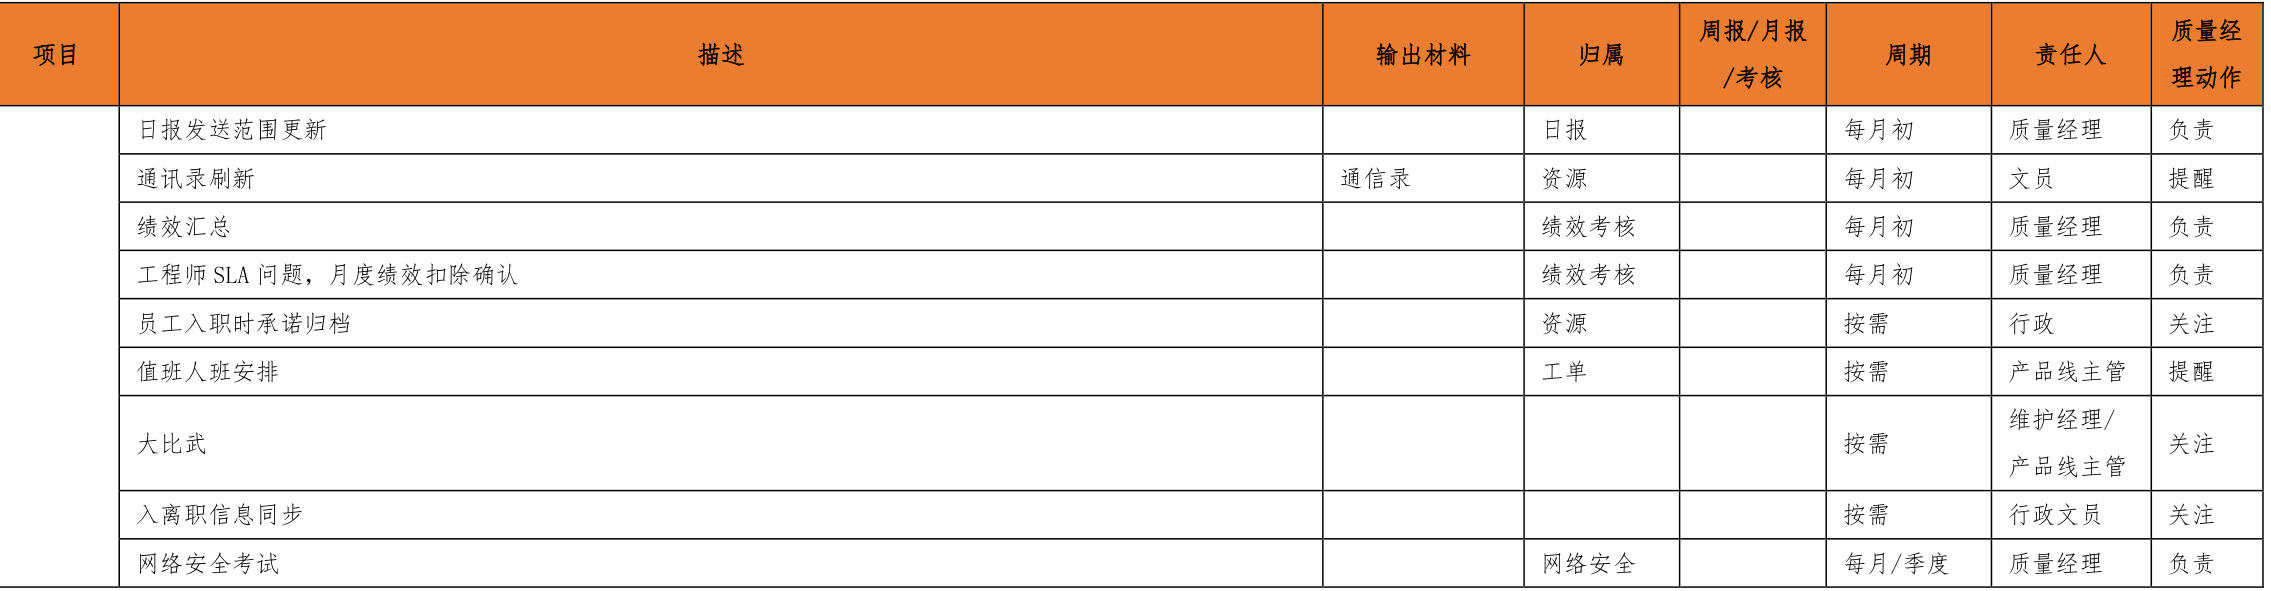 项目 描述 输出材料 归属 周报/月报/考核 周期 责任人 质量经理动作
日报发送范围更新 日报 每月初 质量经理 负责
通讯录刷新 通信录 资源 每月初 文员 提醒
绩效汇总 绩效考核 每月初 质量经理 负责
工程师 SLA 问题，月度绩效扣除确认 绩效考核 每月初 质量经理 负责
员工入职时承诺归档 资源 按需 行政 关注
值班人班安排 工单 按需 产品线主管 提醒
大比武 按需 维护经理/产品线主管 关注
入离职信息同步 按需 行政文员 关注
网络安全考试 网络安全 每月/季度 质量经理 负责